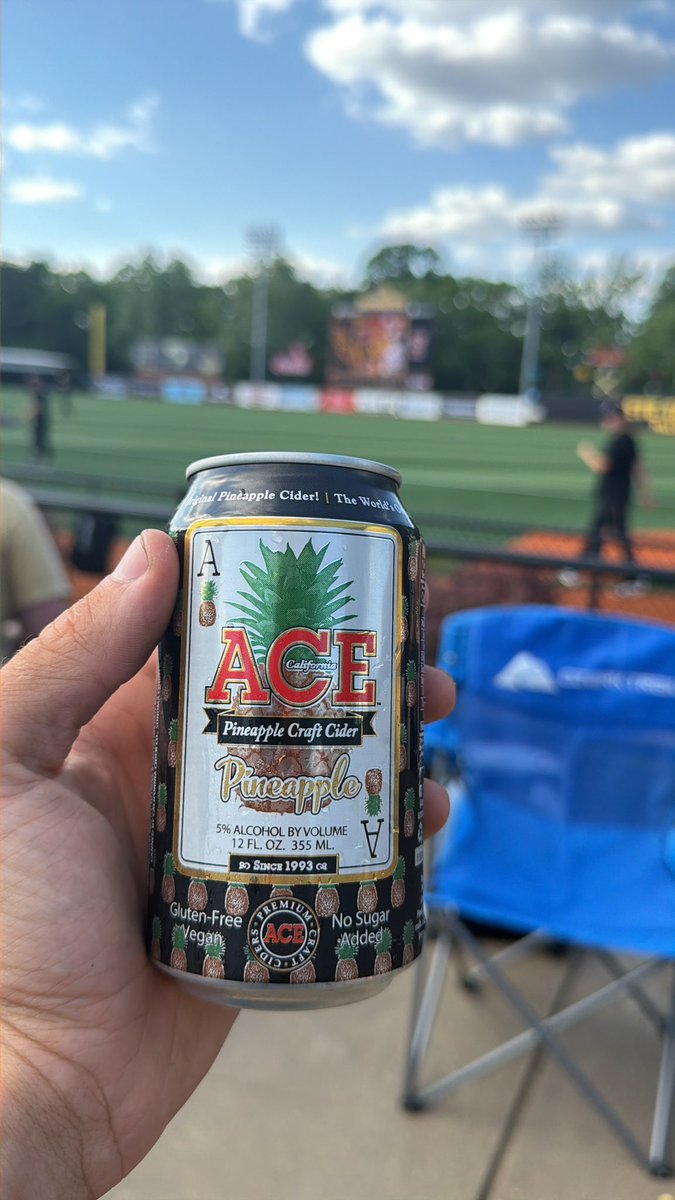 riginal Pineapple Cider! | The World's
A
ACE
California
Pineapple Craft Cider
Pineapple
5% ALCOHOL BY VOLUME
12 FL. OZ. 355 ML.
A
SINCE 1993
Gluten-Free
Vegan
PREMIUM
CRAFT
CIDERS
ACE
No Sugar
Added